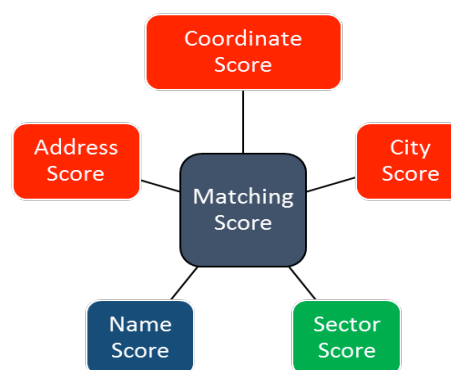 Coordinate
Score
Address
Score
City
Score
Matching
Score
Name
Score
Sector
Score